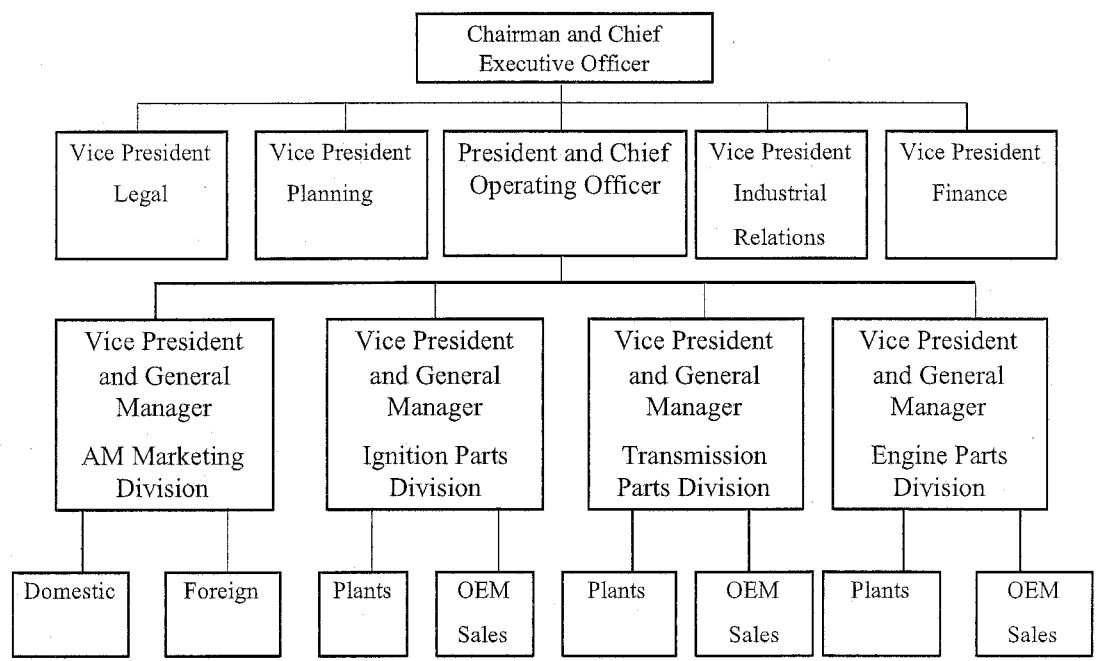 Chairman and Chief
Executive Officer
Vice President
Legal
Vice President
Planning
President and Chief
Operating Officer
Vice President
Industrial
Relations
Vice President
Finance
Vice President
and General
Manager
AM Marketing
Division
Vice President
and General
Manager
Ignition Parts
Division
Vice President
and General
Manager
Transmission
Parts Division
Vice President
and General
Manager
Engine Parts
Division
Domestic
Foreign
Plants
OEM
Sales
Plants
OEM
Sales
Plants
OEM
Sales